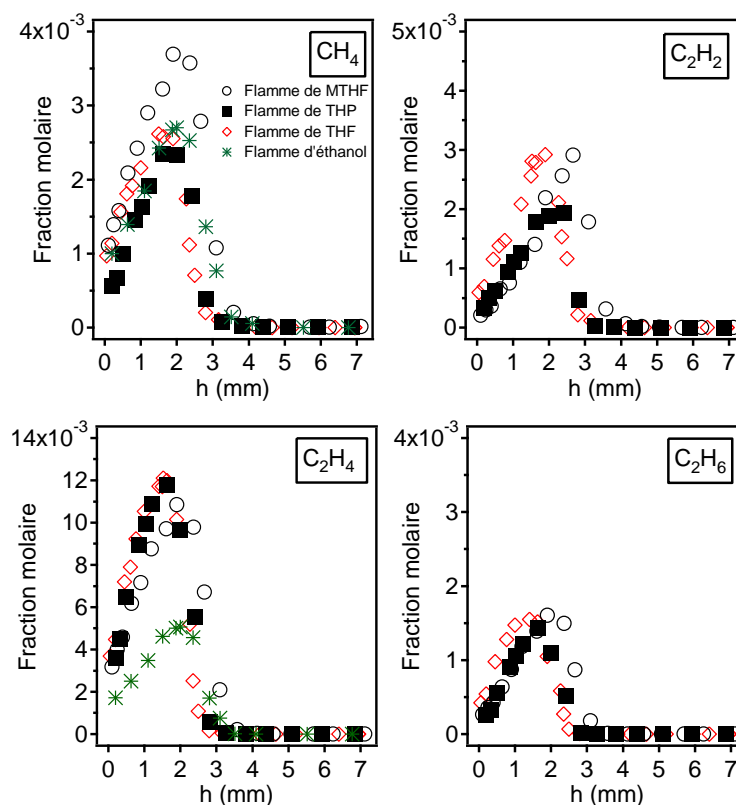 4x10⁻³
CH₄
Flamme de MTHF
Flamme de THP
Flamme de THF
Flamme d'éthanol
3
2
1
0
Fraction molaire
0 1 2 3 4 5 6 7
h (mm)
5x10⁻³
C₂H₂
4
3
2
1
0
Fraction molaire
0 1 2 3 4 5 6 7
h (mm)
14x10⁻³
C₂H₄
12
10
8
6
4
2
0
Fraction molaire
0 1 2 3 4 5 6 7
h (mm)
4x10⁻³
C₂H₆
3
2
1
0
Fraction molaire
0 1 2 3 4 5 6 7
h (mm)